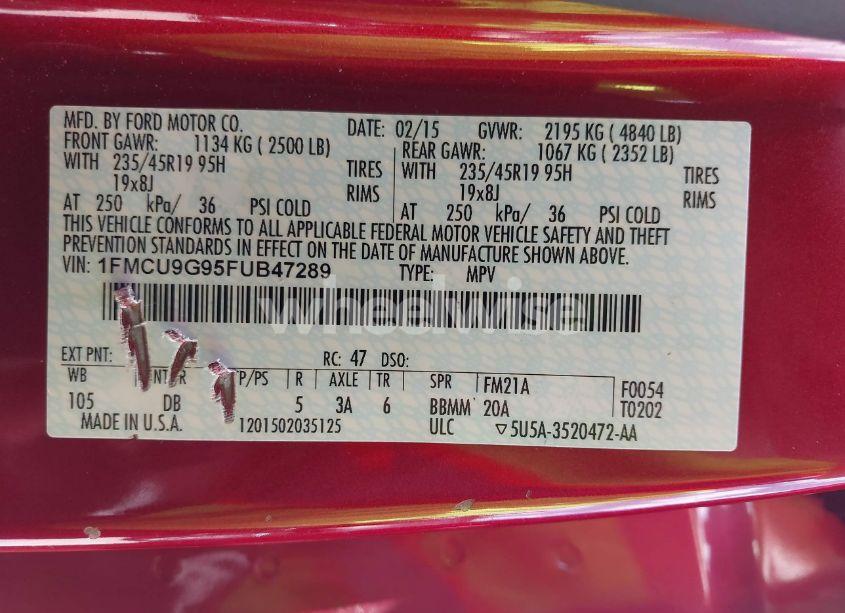 MFD. BY FORD MOTOR CO. DATE: 02/15 GVWR: 2195 KG ( 4840 LB)
FRONT GAWR: 1134 KG ( 2500 LB) REAR GAWR: 1067 KG ( 2352 LB)
WITH 235/45R19 95H TIRES WITH 235/45R19 95H TIRES
19x8J RIMS 19x8J RIMS
AT 250 kPa/ 36 PSI COLD AT 250 kPa/ 36 PSI COLD
THIS VEHICLE CONFORMS TO ALL APPLICABLE FEDERAL MOTOR VEHICLE SAFETY AND THEFT
PREVENTION STANDARDS IN EFFECT ON THE DATE OF MANUFACTURE SHOWN ABOVE.
VIN: 1FMCU9G95FUB47289 TYPE: MPV
wheelwise
EXT PNT: RC: 47 DSO:
WB TP/PS R AXLE TR SPR FM21A F0054
105 DB 5 3A 6 BBMM 20A T0202
MADE IN U.S.A. 1201502035125 ULC ▽5U5A-3520472-AA